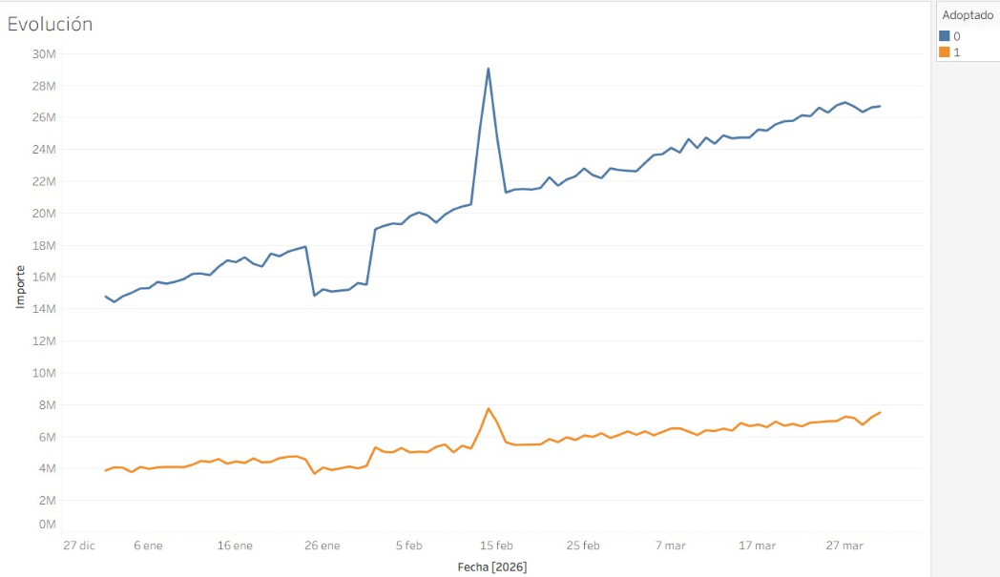 Evolución
Adoptado
0
1
30M
28M
26M
24M
22M
20M
18M
16M
14M
12M
10M
8M
6M
4M
2M
0M
Importe
27 dic
6 ene
16 ene
26 ene
5 feb
15 feb
25 feb
7 mar
17 mar
27 mar
Fecha [2026]